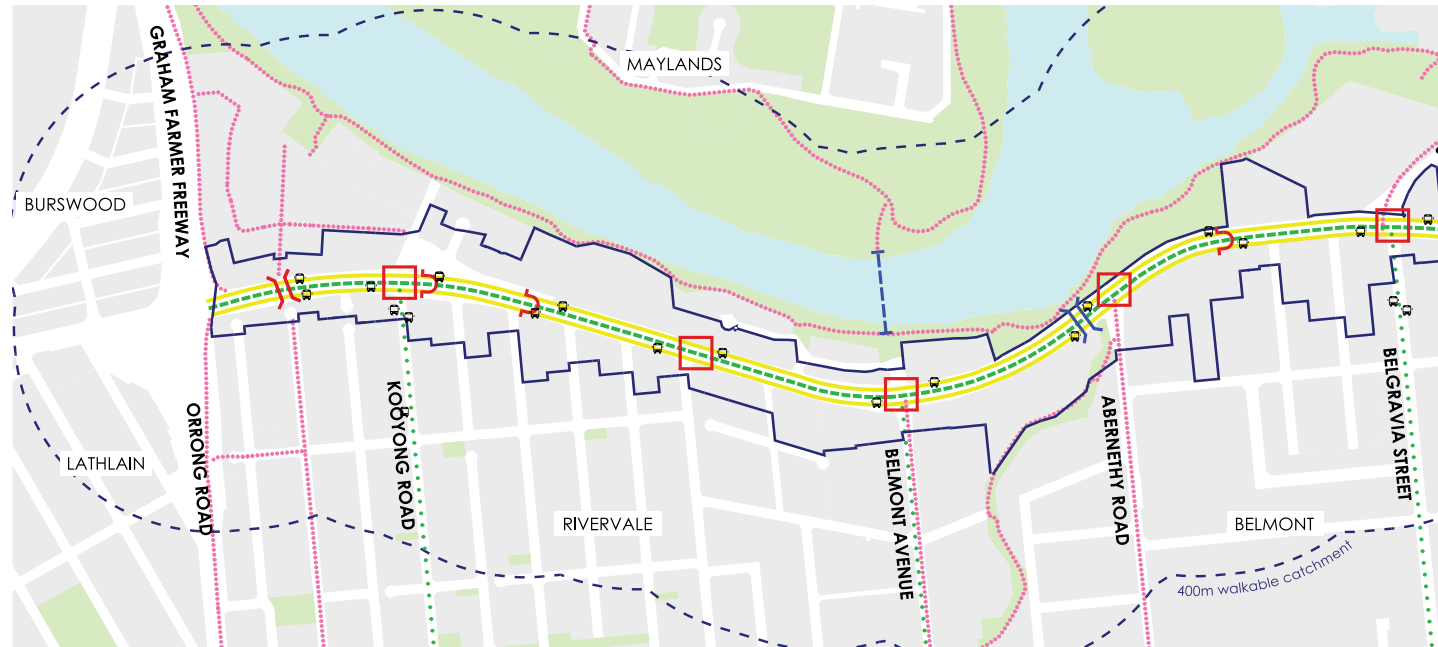 MAYLANDS
GRAHAM FARMER FREEWAY
BURSWOOD
LATHLAIN
ORRONG ROAD
KOOYONG ROAD
RIVERVALE
BELMONT AVENUE
ABERNETHY ROAD
BELMONT
BELGRAVIA STREET
400m walkable catchment